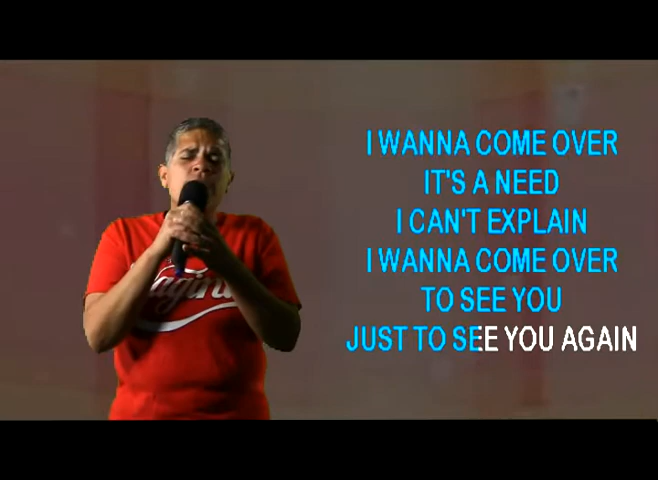 I WANNA COME OVER
IT'S A NEED
I CAN'T EXPLAIN
I WANNA COME OVER
TO SEE YOU
JUST TO SEE YOU AGAIN